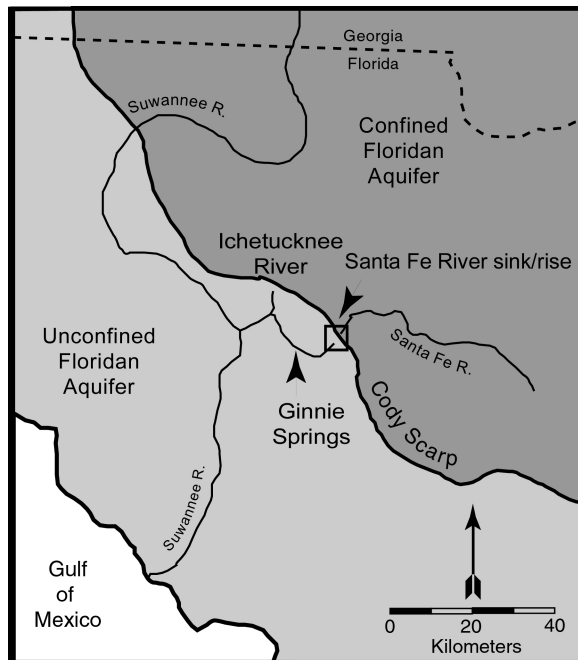 Georgia
Florida
Suwannee R.
Confined
Floridan
Aquifer
Ichetucknee
River
Santa Fe River sink/rise
Unconfined
Floridan
Aquifer
Santa Fe R.
Ginnie
Springs
Cody Scarp
Suwannee R.
Gulf
of
Mexico
0 20 40
Kilometers